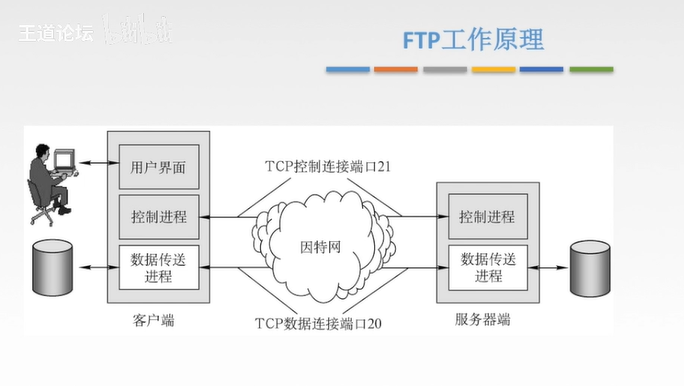 王道论坛
FTP工作原理
TCP控制连接端口21
用户界面
控制进程
因特网
控制进程
数据传送
进程
数据传送
进程
客户端
TCP数据连接端口20
服务器端